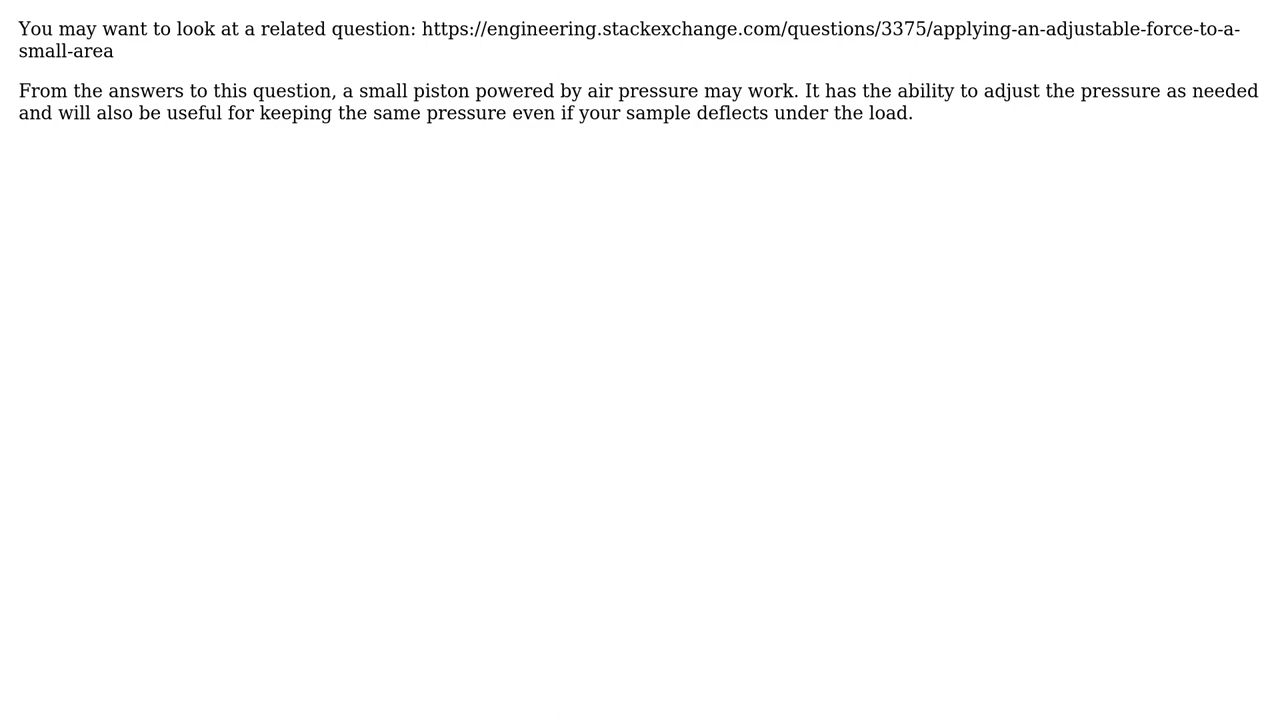 You may want to look at a related question: https://engineering.stackexchange.com/questions/3375/applying-an-adjustable-force-to-a-
small-area
From the answers to this question, a small piston powered by air pressure may work. It has the ability to adjust the pressure as needed
and will also be useful for keeping the same pressure even if your sample deflects under the load.